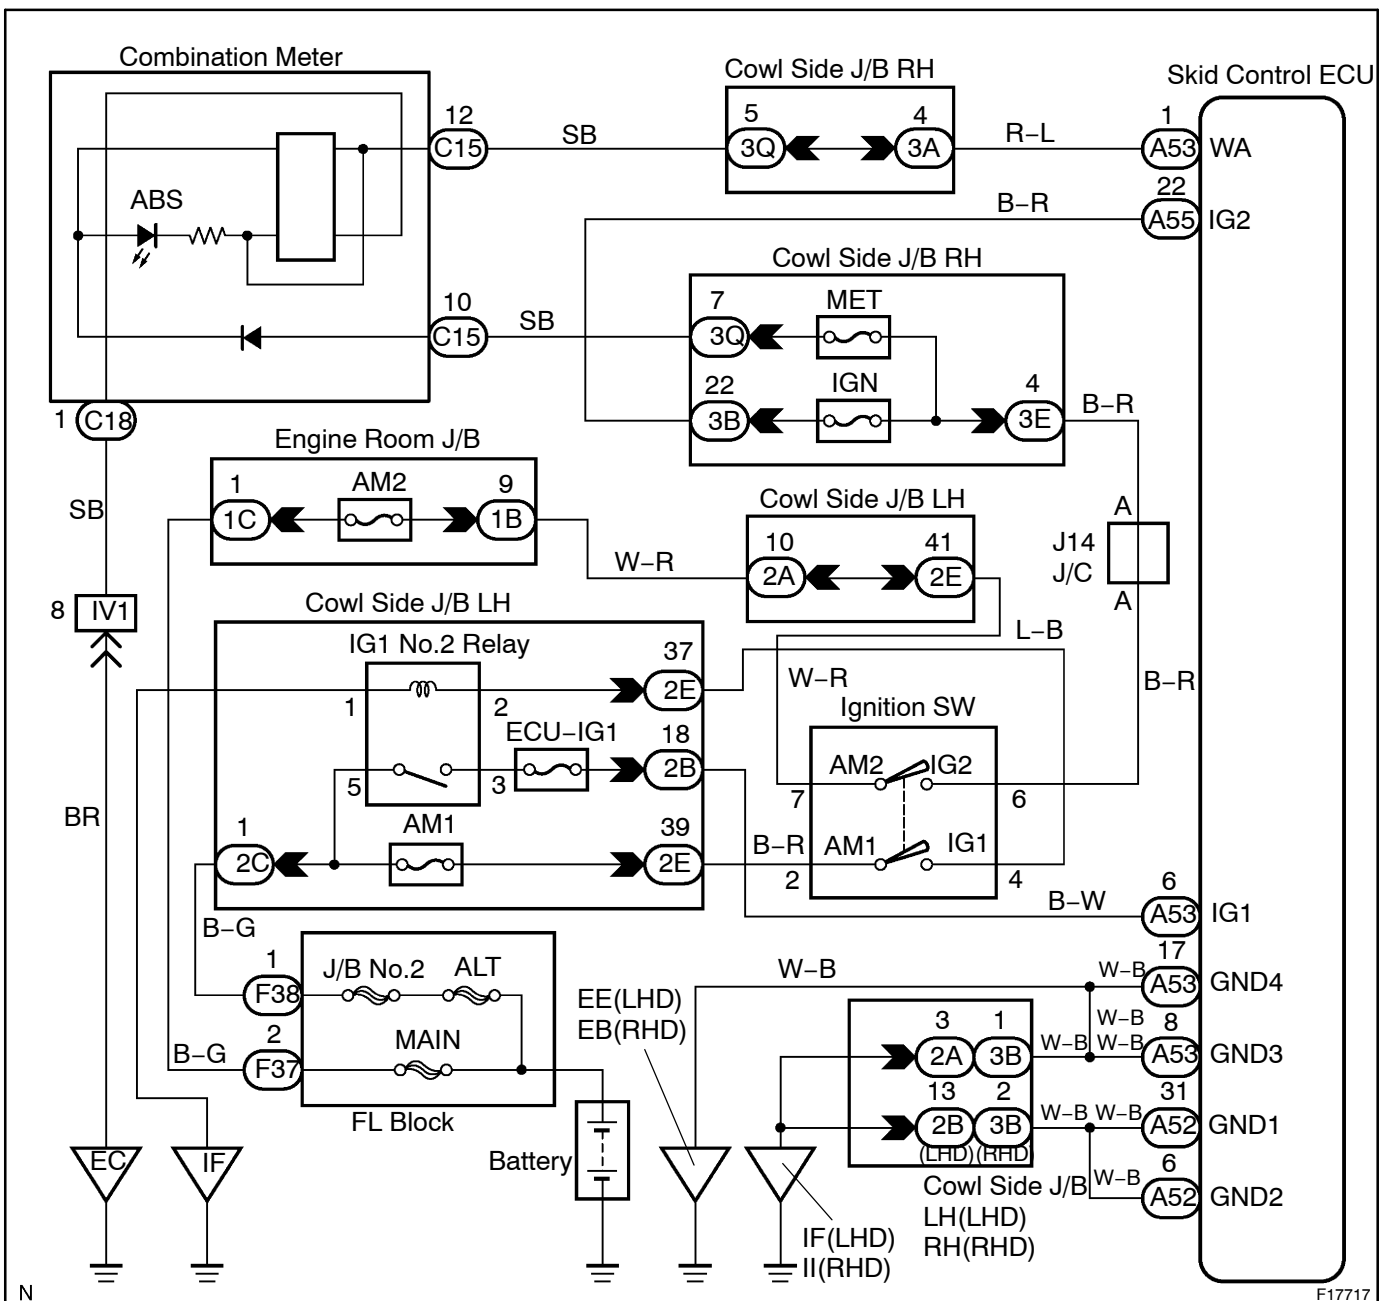 Combination Meter
Cowl Side J/B RH
Skid Control ECU
12
5
4
1
C15
SB
3Q
3A
R-L
A53
WA
ABS
22
B-R
A55
IG2
Cowl Side J/B RH
10
7
MET
C15
SB
3Q
22
IGN
4
1
C18
3B
3E
B-R
Engine Room J/B
1
AM2
9
Cowl Side J/B LH
SB
1C
1B
10
41
A
J14
J/C
W-R
2A
2E
8
IV1
Cowl Side J/B LH
A
IG1 No.2 Relay
37
L-B
2E
W-R
B-R
1
2
Ignition SW
ECU-IG1
18
2B
AM2
IG2
5
3
7
6
BR
1
AM1
39
2C
2E
B-R
AM1
IG1
2
4
6
B-W
A53
IG1
B-G
17
1
J/B No.2
ALT
W-B
W-B
A53
GND4
F38
EE(LHD)
EB(RHD)
3
1
W-B
8
2
MAIN
W-B
W-B
B-G
F37
2A
3B
A53
GND3
13
2
31
FL Block
W-B
W-B
2B
3B
A52
GND1
(LHD)
(RHD)
EC
IF
Battery
6
W-B
Cowl Side J/B
LH(LHD)
RH(RHD)
A52
GND2
IF(LHD)
II(RHD)
N
F17717